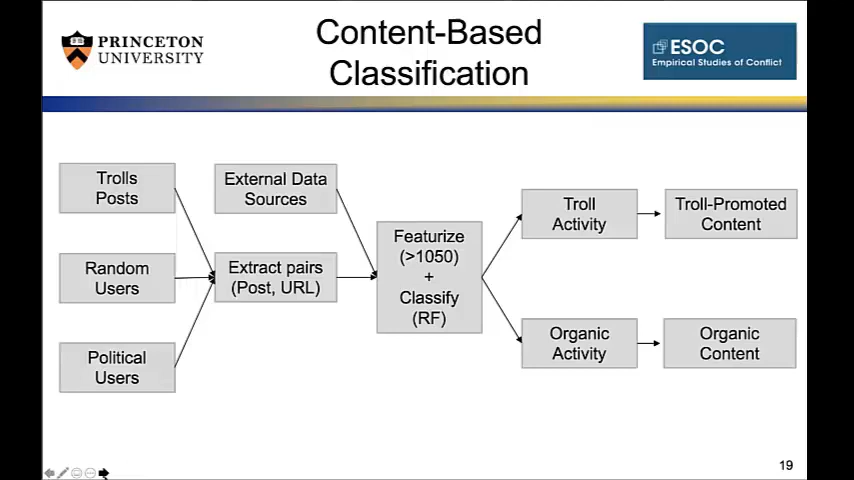 PRINCETON
UNIVERSITY
Content-Based
Classification
ESOC
Empirical Studies of Conflict
Trolls
Posts
Random
Users
Political
Users
External Data
Sources
Extract pairs
(Post, URL)
Featurize
(>1050)
+
Classify
(RF)
Troll
Activity
Troll-Promoted
Content
Organic
Activity
Organic
Content
19